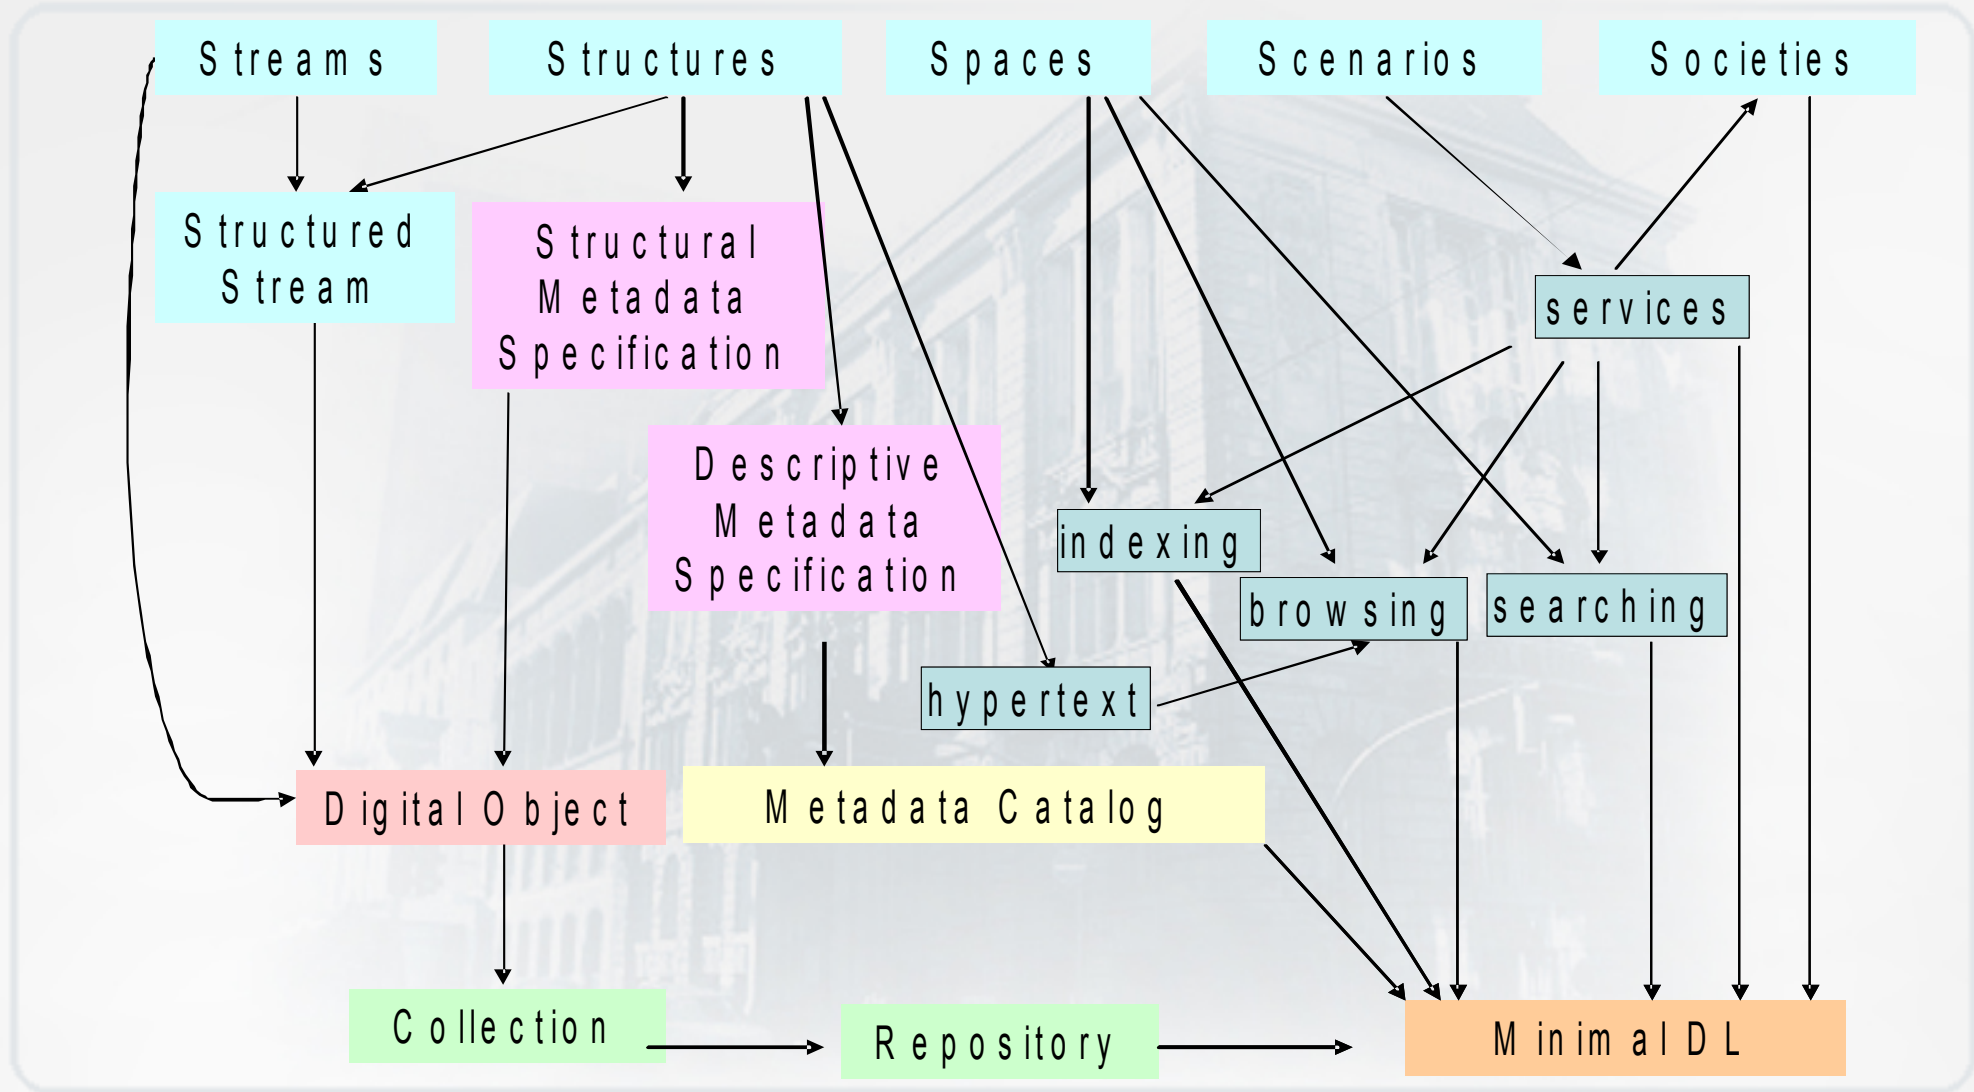 Streams
Structures
Spaces
Scenarios
Societies
Structured
Stream
Structural
Metadata
Specification
services
Descriptive
Metadata
Specification
indexing
browsing
searching
hypertext
Digital Object
Metadata Catalog
Collection
Repository
Minimal DL